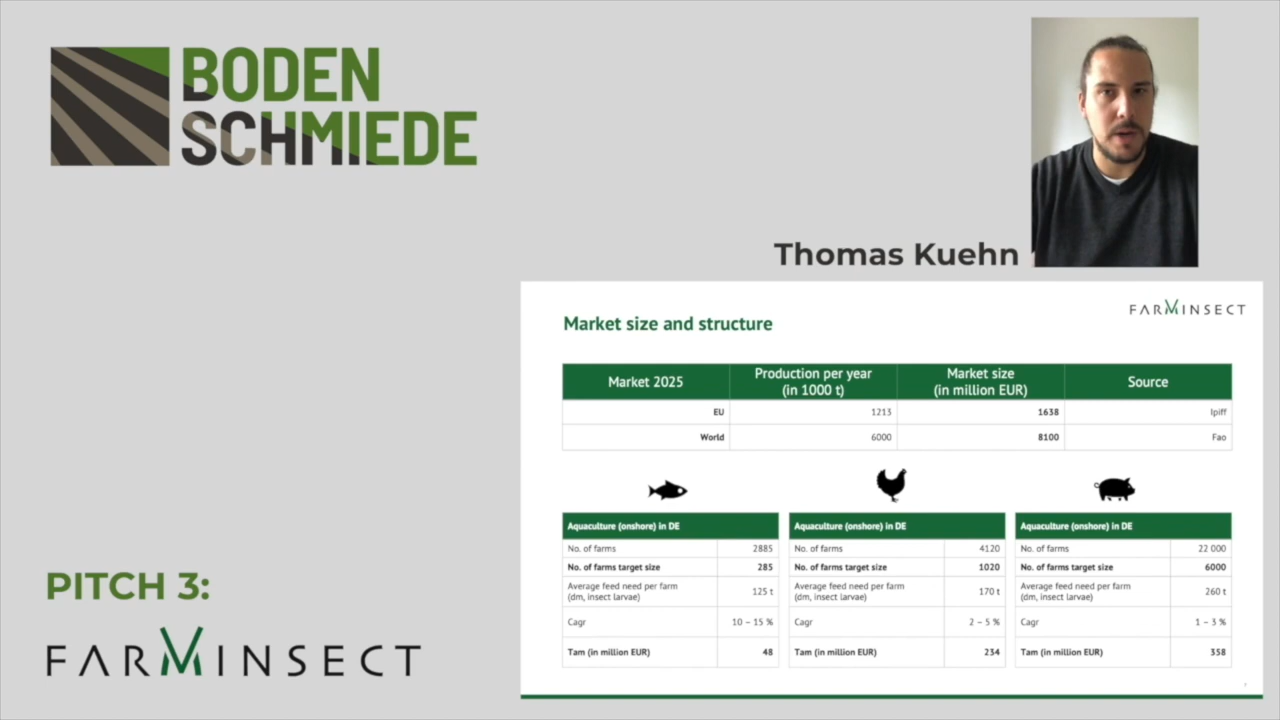 BODEN
SCHMIEDE
Thomas Kuehn
FARMINSECT
Market size and structure
Market 2025 Production per year (in 1000 t) Market size (in million EUR) Source
EU 1213 1638 Ipiff
World 6000 8100 Fao
Aquaculture (onshore) in DE
No. of farms 2885
No. of farms target size 285
Average feed need per farm (dm, insect larvae) 125 t
Cagr 10 – 15 %
Tam (in million EUR) 48
Aquaculture (onshore) in DE
No. of farms 4120
No. of farms target size 1020
Average feed need per farm (dm, insect larvae) 170 t
Cagr 2 – 5 %
Tam (in million EUR) 234
Aquaculture (onshore) in DE
No. of farms 22 000
No. of farms target size 6000
Average feed need per farm (dm, insect larvae) 260 t
Cagr 1 – 3 %
Tam (in million EUR) 358
PITCH 3:
FARMINSECT